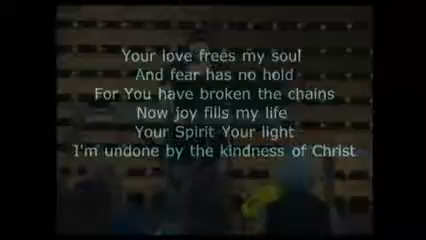 Your love frees my soul
And fear has no hold
For You have broken the chains
Now joy fills my life
Your Spirit Your light
I'm undone by the kindness of Christ